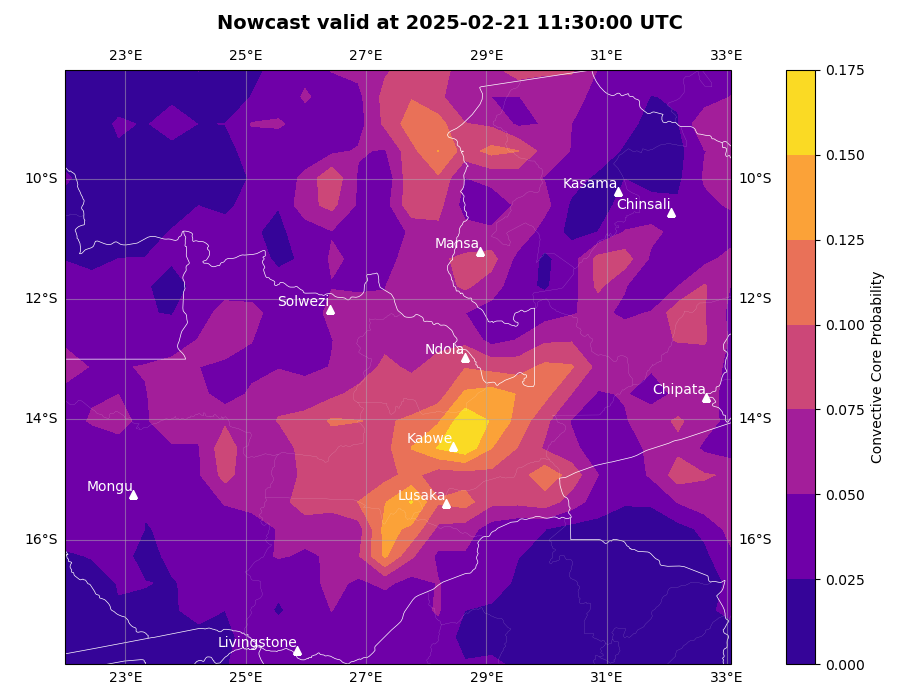 Nowcast valid at 2025-02-21 11:30:00 UTC
23°E 25°E 27°E 29°E 31°E 33°E
0.175
0.150
10°S 10°S
Kasama
Chinsali
0.125
Mansa
12°S 12°S
Solwezi
0.100
Ndola
Chipata
0.075
14°S 14°S
Kabwe
Mongu
Lusaka
0.050
16°S 16°S
0.025
Livingstone
0.000
23°E 25°E 27°E 29°E 31°E 33°E
Convective Core Probability